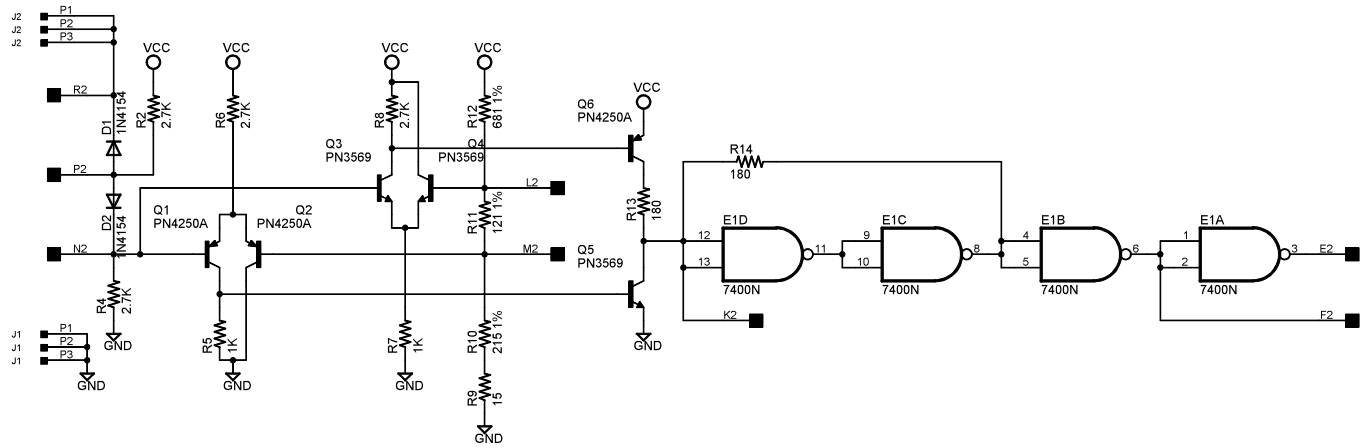 J2 P1
J2 P2
J2 P3
R2
P2
N2
J1 P1
J1 P2
J1 P3
GND
D1
1N4154
D2
1N4154
R4
2.7K
GND
VCC
R2
2.7K
VCC
R6
2.7K
Q1
PN4250A
Q2
PN4250A
R5
1K
GND
VCC
R8
2.7K
Q3
PN3569
Q4
PN3569
R7
1K
GND
VCC
R12
681 1%
L2
R11
121 1%
M2
R10
215 1%
R9
15
GND
Q6
PN4250A
VCC
R13
180
Q5
PN3569
GND
R14
180
K2
E1D
12
13
11
7400N
E1C
9
10
8
7400N
E1B
4
5
6
7400N
E1A
1
2
3
7400N
E2
F2